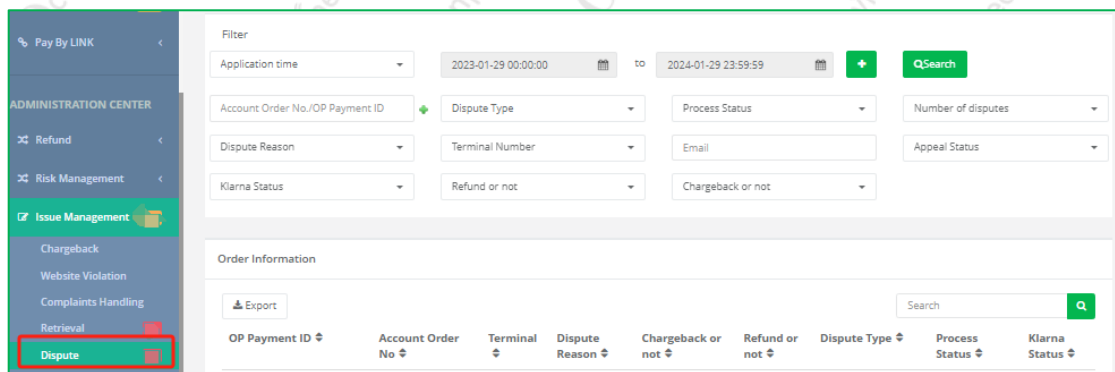 Pay By LINK
ADMINISTRATION CENTER
Refund
Risk Management
Issue Management
Chargeback
Website Violation
Complaints Handling
Retrieval
Dispute
Filter
Application time
2023-01-29 00:00:00
to
2024-01-29 23:59:59
Search
Account Order No./OP Payment ID
Dispute Type
Process Status
Number of disputes
Dispute Reason
Terminal Number
Email
Appeal Status
Klarna Status
Refund or not
Chargeback or not
Order Information
Export
Search
OP Payment ID
Account Order No
Terminal
Dispute Reason
Chargeback or not
Refund or not
Dispute Type
Process Status
Klarna Status